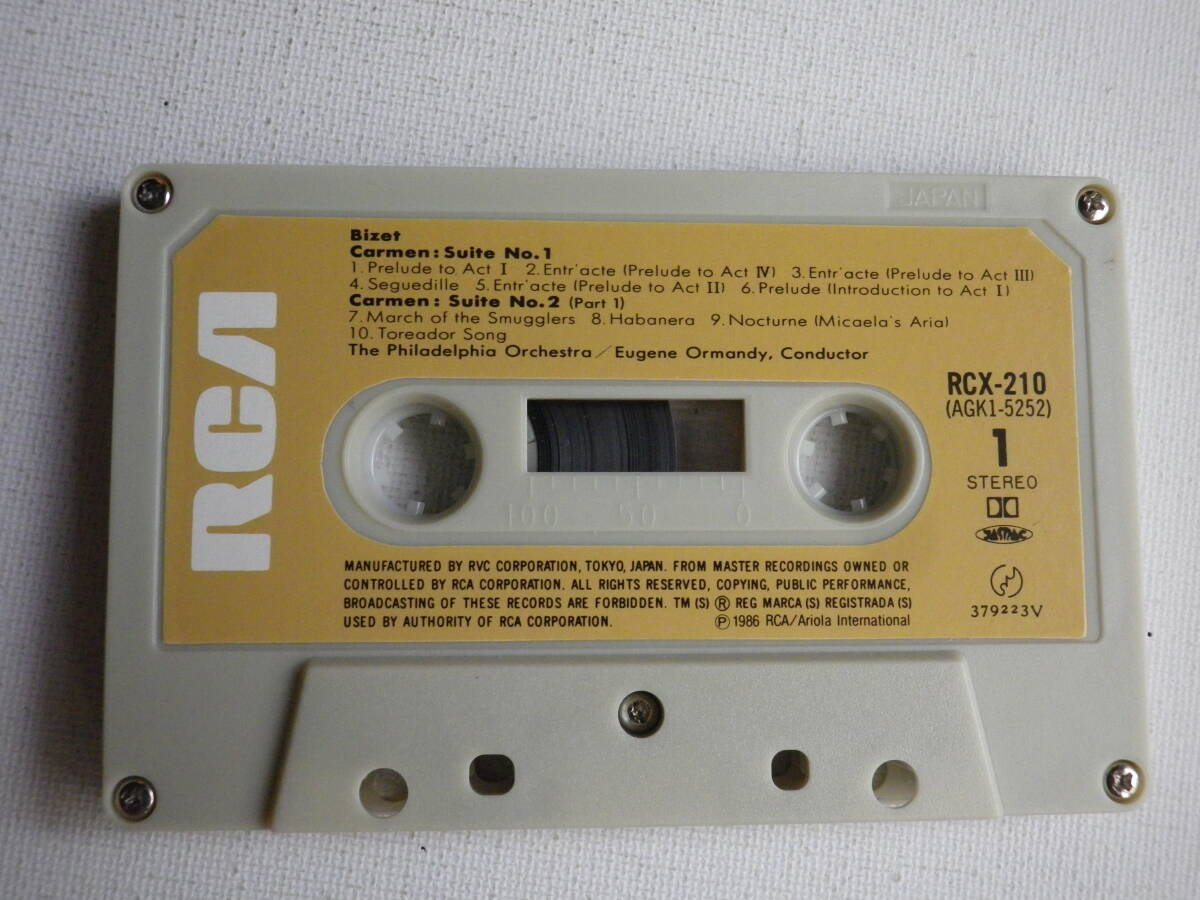 JAPAN
RCA
Bizet
Carmen: Suite No.1
1. Prelude to Act I 2. Entr'acte (Prelude to Act IV) 3. Entr'acte (Prelude to Act III)
4. Seguedille 5. Entr'acte (Prelude to Act II) 6. Prelude (Introduction to Act I)
Carmen: Suite No.2 (Part 1)
7. March of the Smugglers 8. Habanera 9. Nocturne (Micaela's Aria)
10. Toreador Song
The Philadelphia Orchestra/Eugene Ormandy, Conductor
RCX-210
(AGK1-5252)
1
STEREO
JASRAC
379223V
100 50 0
MANUFACTURED BY RVC CORPORATION, TOKYO, JAPAN. FROM MASTER RECORDINGS OWNED OR
CONTROLLED BY RCA CORPORATION. ALL RIGHTS RESERVED, COPYING, PUBLIC PERFORMANCE,
BROADCASTING OF THESE RECORDS ARE FORBIDDEN. TM (S) ® REG MARCA (S) REGISTRADA (S)
USED BY AUTHORITY OF RCA CORPORATION. ℗ 1986 RCA/Ariola International